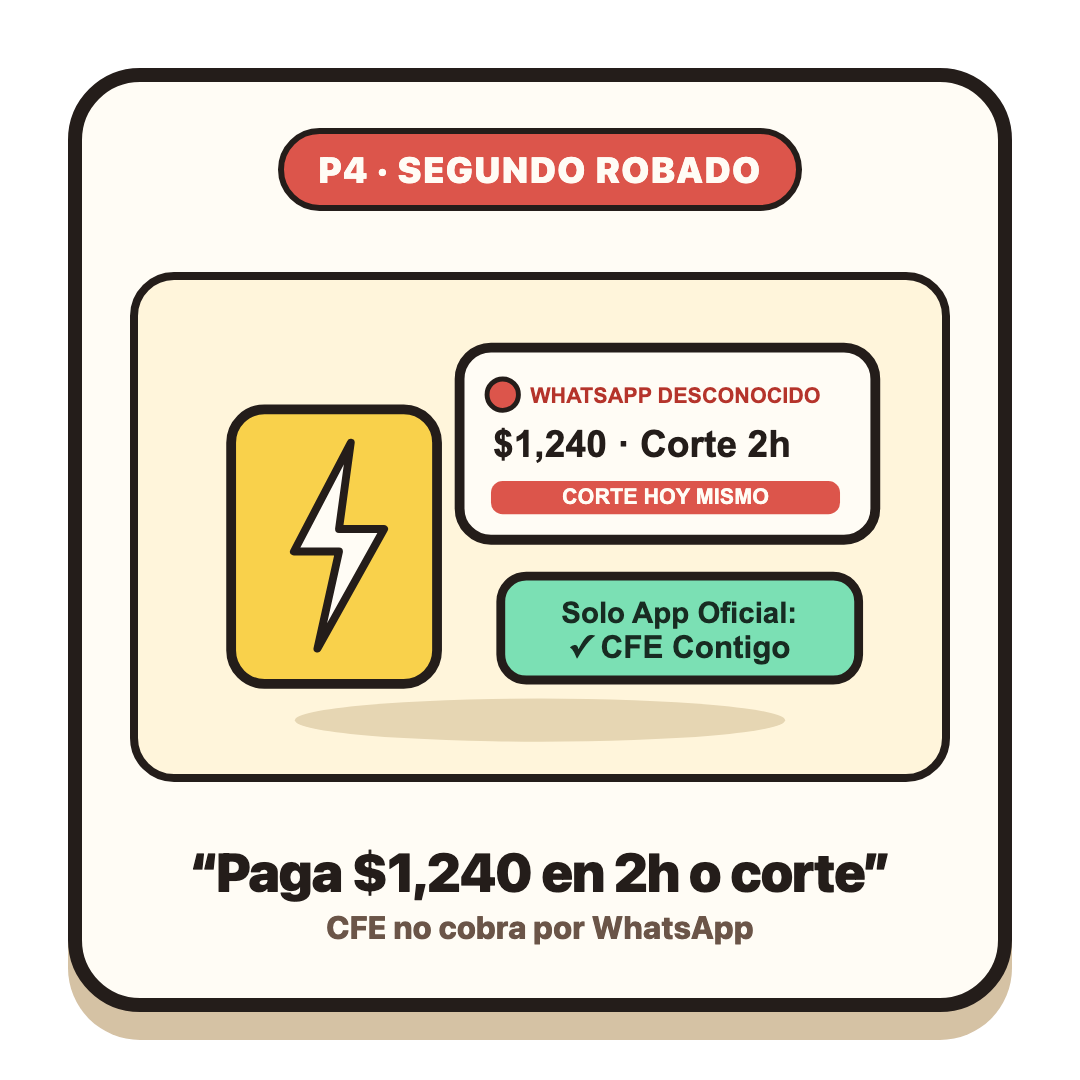 P4 · SEGUNDO ROBADO
WHATSAPP DESCONOCIDO
$1,240 · Corte 2h
CORTE HOY MISMO
Solo App Oficial:
✓ CFE Contigo
“Paga $1,240 en 2h o corte”
CFE no cobra por WhatsApp